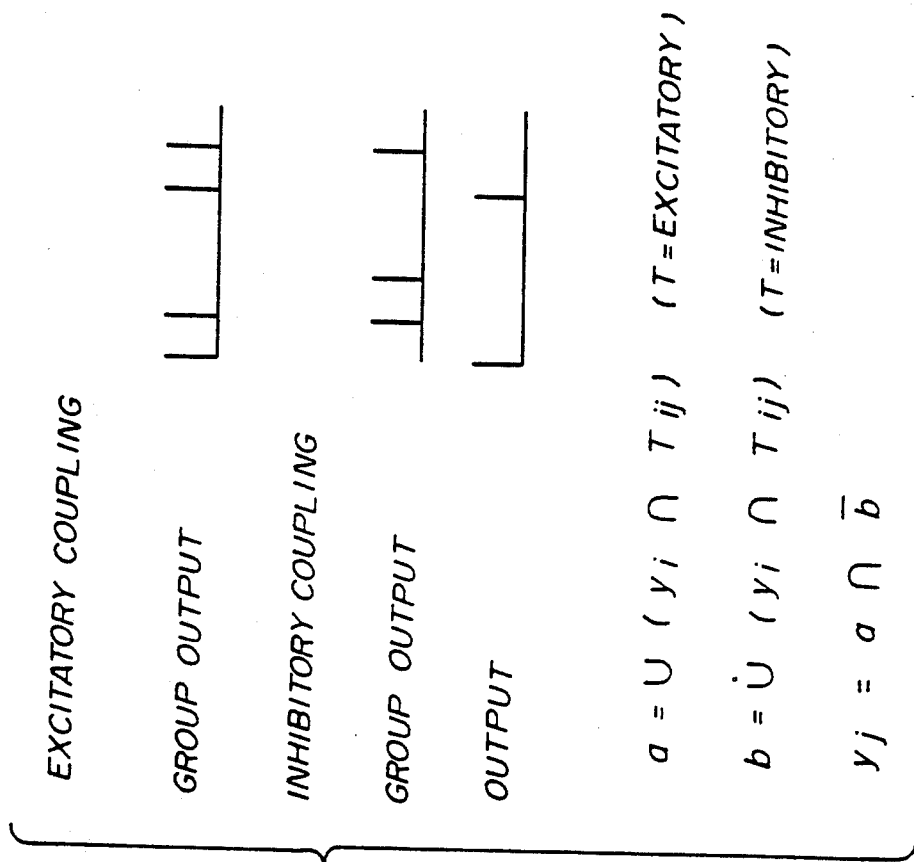 EXCITATORY COUPLING
GROUP OUTPUT
INHIBITORY COUPLING
GROUP OUTPUT
OUTPUT
a = ∪ ( yi ∩ Tij ) (T=EXCITATORY)
b = ∪̇ ( yi ∩ Tij ) (T=INHIBITORY)
yj = a ∩ b̅